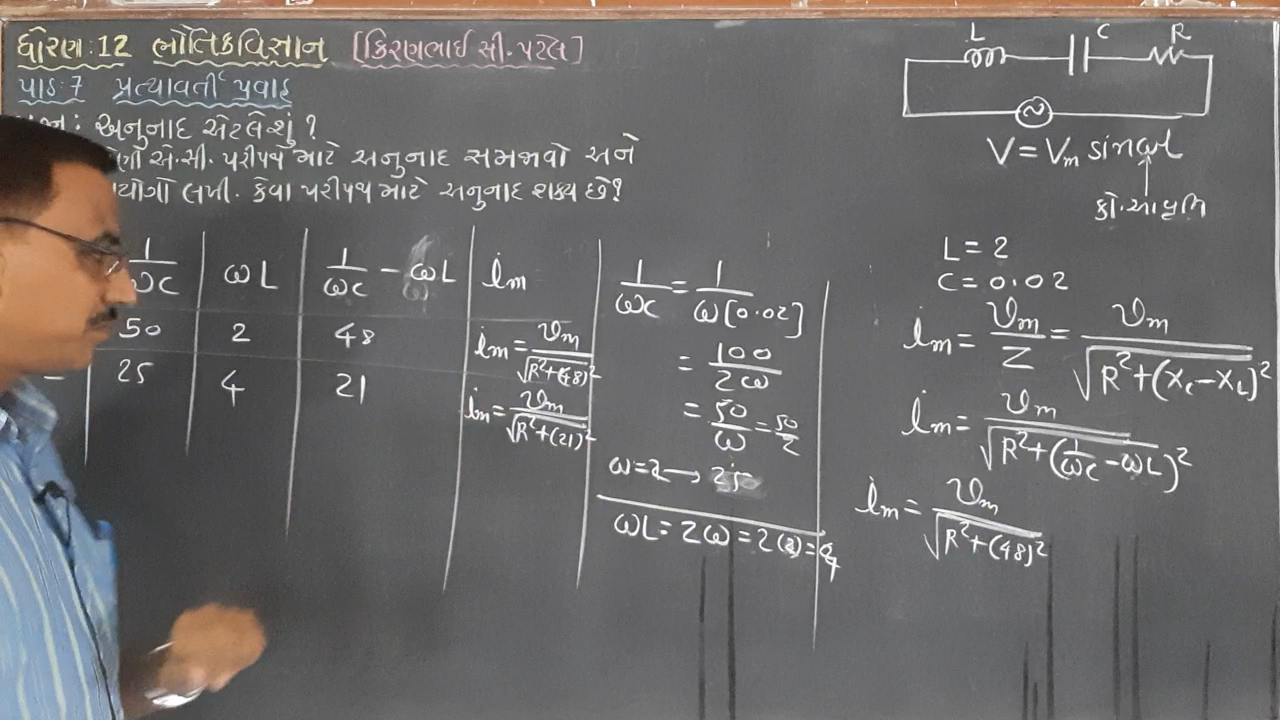 ધોરણ:12 ભૌતિકવિજ્ઞાન [કિરણભાઈ સી. પટેલ]
પાઠ:7 પ્રત્યાવર્તી પ્રવાહ
: અનુનાદ એટલે શું?
એ.સી. પરીપથ માટે અનુનાદ સમજાવો અને
લખી. કેવા પરીપથ માટે અનુનાદ શક્ય છે?
L C R
V = Vm sin ωt
કો.આવૃતિ
1/ωC | ωL | 1/ωC - ωL | im
50 | 2 | 48 | im = vm/√R²+(48)²
25 | 4 | 21 | im = vm/√R²+(21)²
1/ωC = 1/ω[0.02]
= 100/2ω
= 50/ω = 50/2
ω=2 → 25
ωL = 2ω = 2(2) = 4
L = 2
C = 0.02
im = vm/Z = vm/√R²+(Xc-XL)²
im = vm/√R²+(1/ωC-ωL)²
im = vm/√R²+(48)²